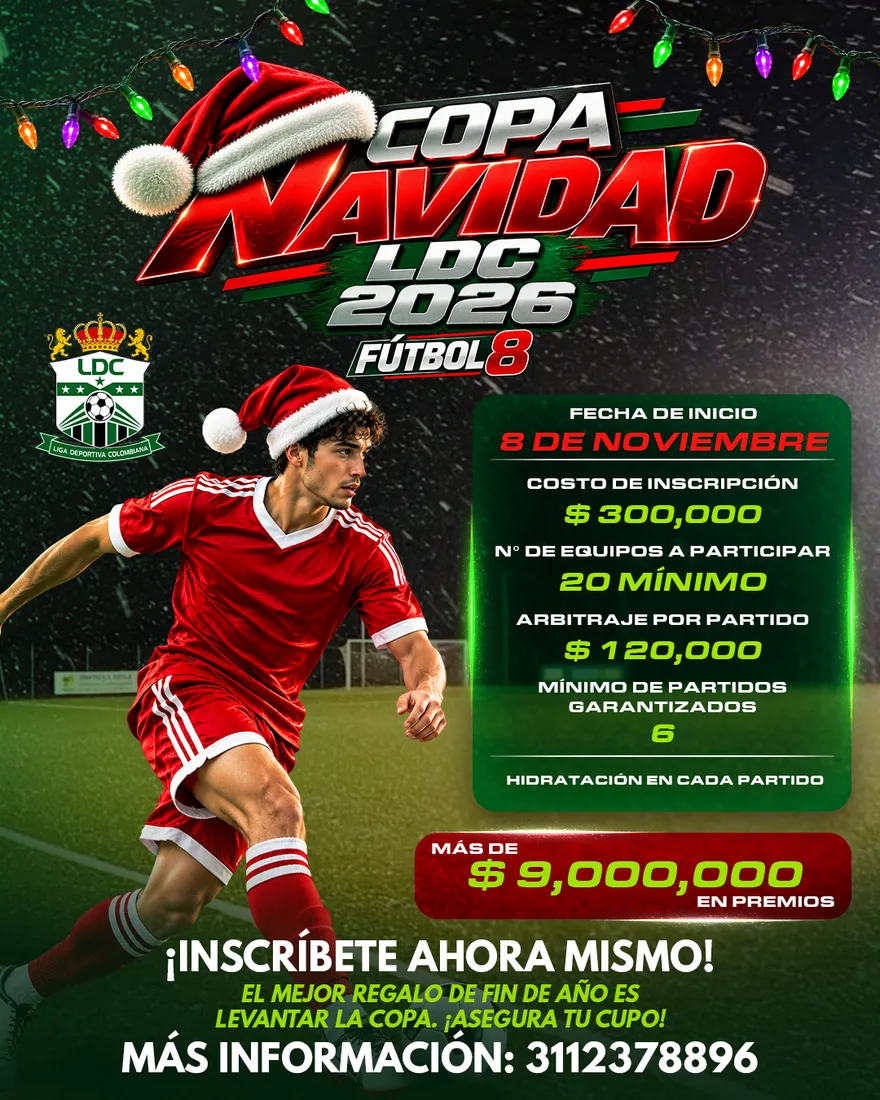 COPA
NAVIDAD
LDC
2026
FÚTBOL 8
LDC
LIGA DEPORTIVA COLOMBIANA
FECHA DE INICIO
8 DE NOVIEMBRE
COSTO DE INSCRIPCIÓN
$ 300,000
N° DE EQUIPOS A PARTICIPAR
20 MÍNIMO
ARBITRAJE POR PARTIDO
$ 120,000
MÍNIMO DE PARTIDOS
GARANTIZADOS
6
HIDRATACIÓN EN CADA PARTIDO
MÁS DE
$ 9,000,000
EN PREMIOS
¡INSCRÍBETE AHORA MISMO!
EL MEJOR REGALO DE FIN DE AÑO ES
LEVANTAR LA COPA. ¡ASEGURA TU CUPO!
MÁS INFORMACIÓN: 3112378896